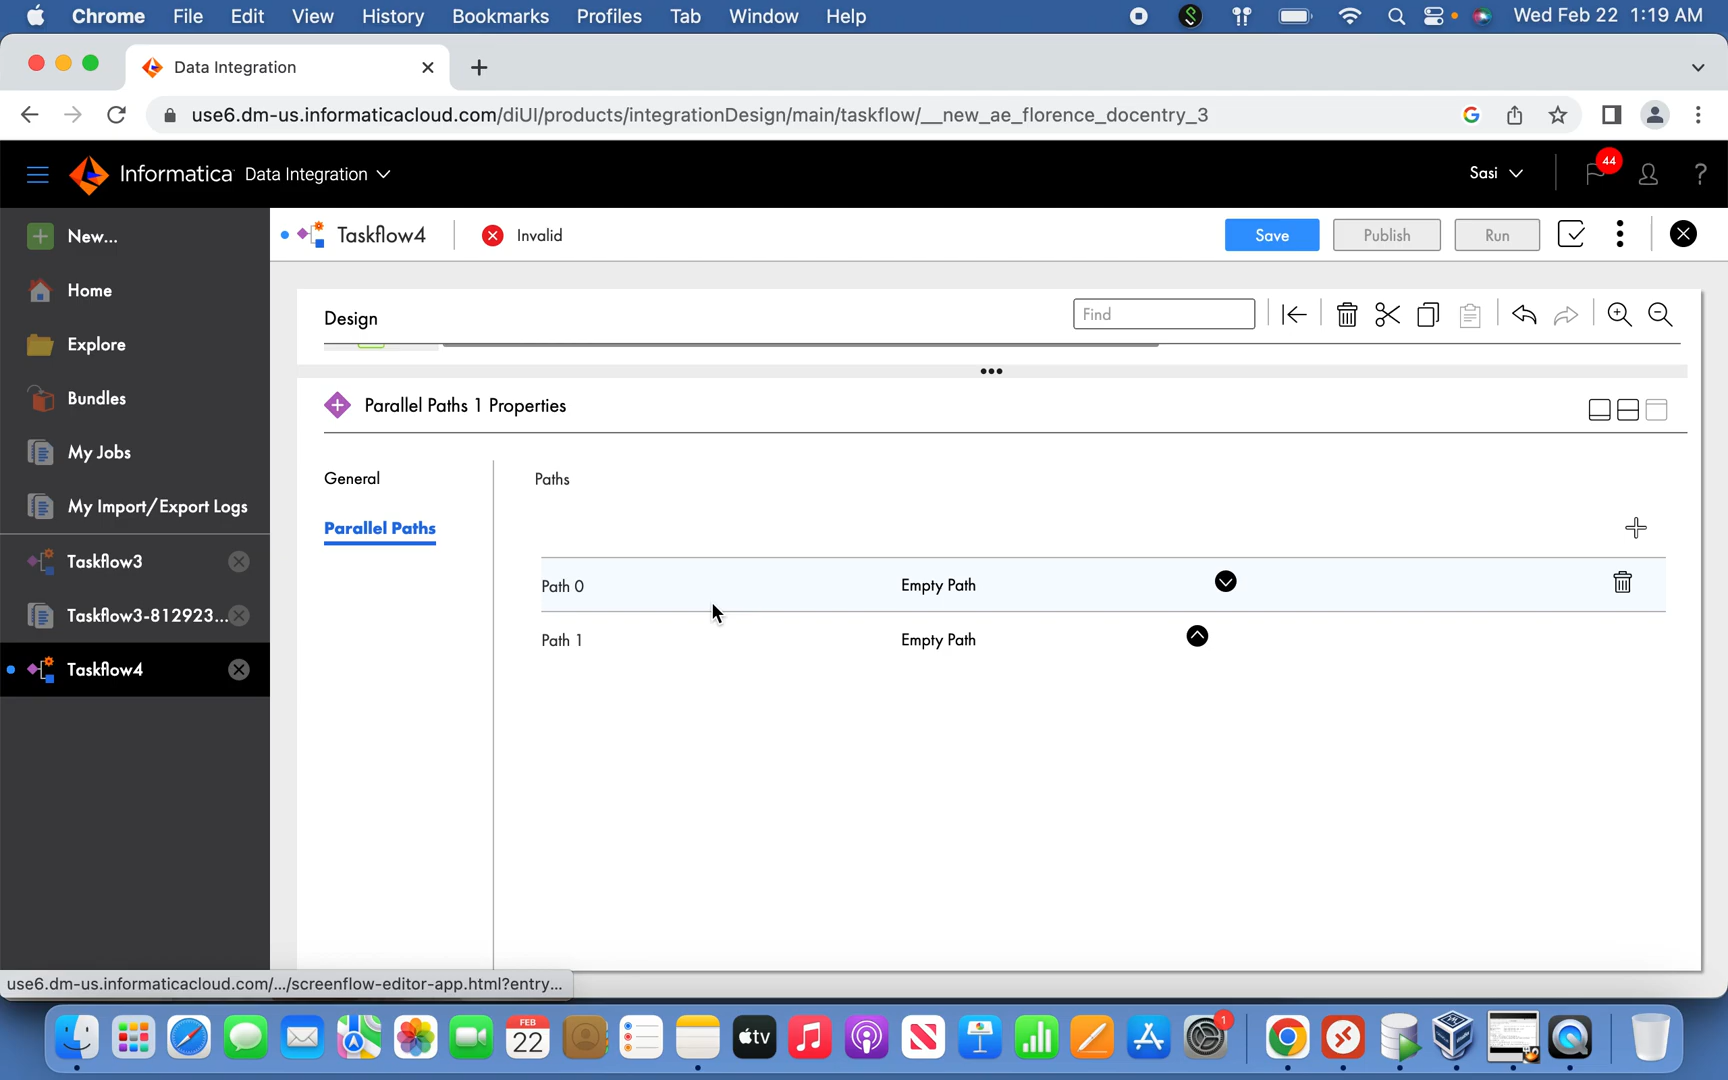 Chrome File Edit View History Bookmarks Profiles Tab Window Help Wed Feb 22 1:19 AM
Data Integration
use6.dm-us.informaticacloud.com/diUI/products/integrationDesign/main/taskflow/__new_ae_florence_docentry_3
Informatica Data Integration Sasi 44 ?
New... Taskflow4 Invalid Save Publish Run
Home
Explore
Bundles
My Jobs
My Import/Export Logs
Taskflow3
Taskflow3-812923...
Taskflow4
Design Find
Parallel Paths 1 Properties
General
Parallel Paths
Paths
Path 0 Empty Path
Path 1 Empty Path
use6.dm-us.informaticacloud.com/.../screenflow-editor-app.html?entry...
FEB
22
tv
1